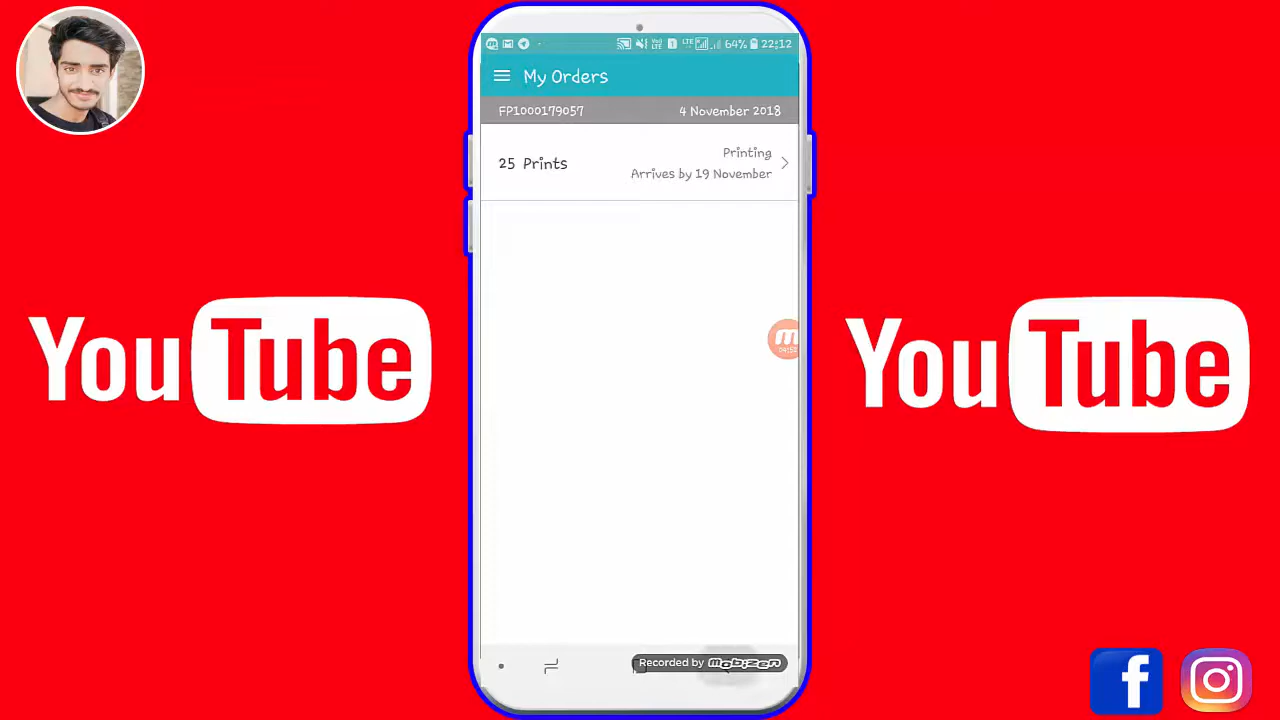 64% 22:12
My Orders
FP1000179057 4 November 2018
25 Prints
Printing
Arrives by 19 November
YouTube
YouTube
Recorded by mobizen